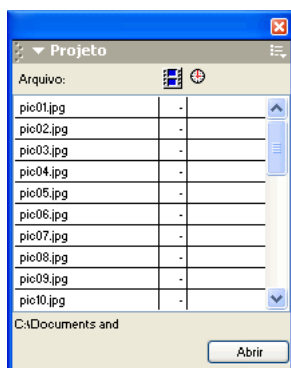 Projeto
Arquivo:
pic01.jpg -
pic02.jpg -
pic03.jpg -
pic04.jpg -
pic05.jpg -
pic06.jpg -
pic07.jpg -
pic08.jpg -
pic09.jpg -
pic10.jpg -
C:\Documents and
Abrir